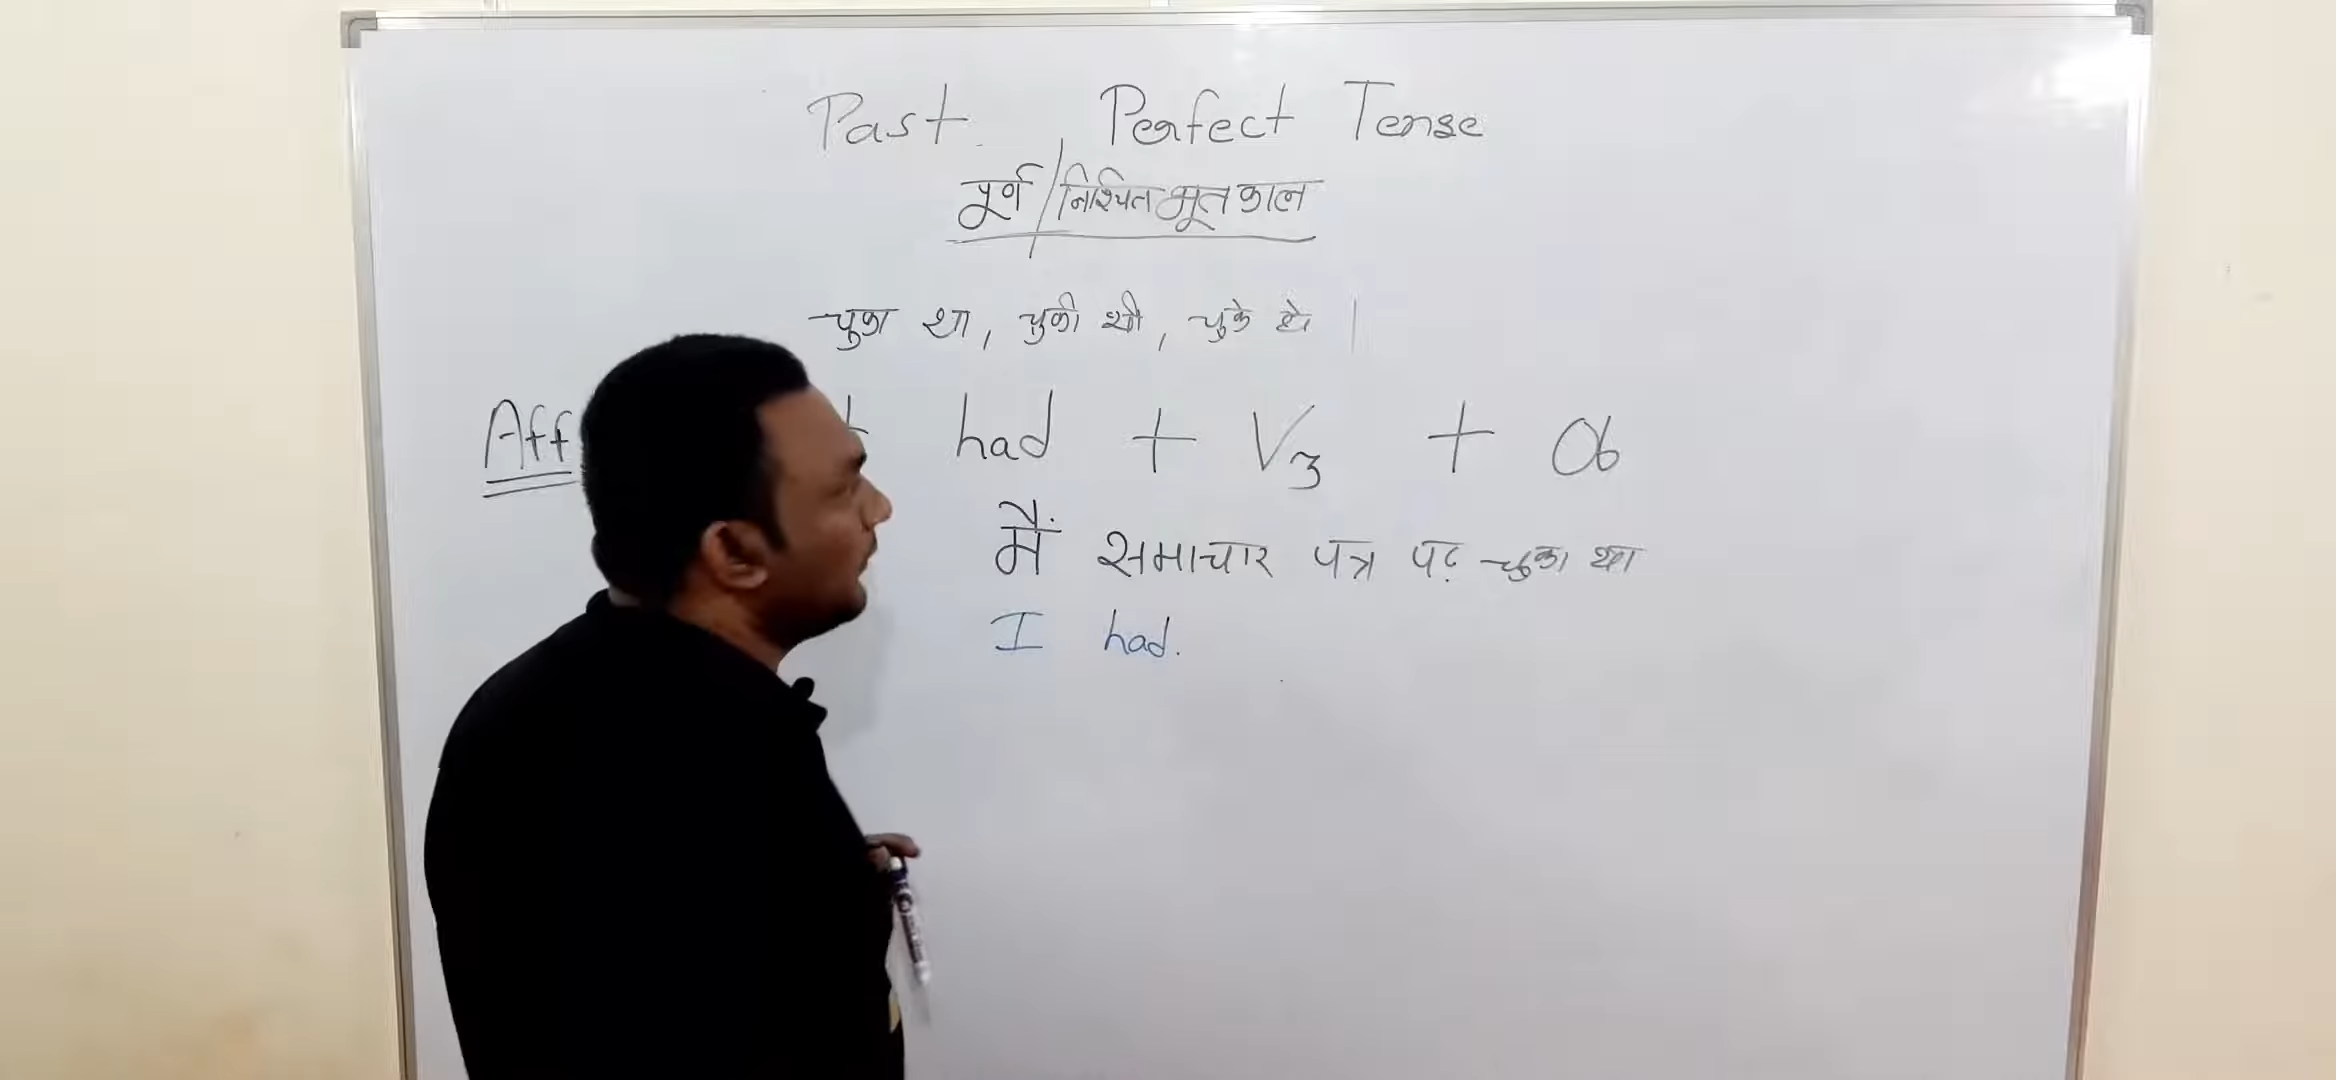 Past Perfect Tense
पूर्ण / निश्चित भूतकाल
चुका था, चुकी थी, चुके थे ।
Aff + had + V3 + Ob
मैं समाचार पत्र पढ़ चुका था
I had.